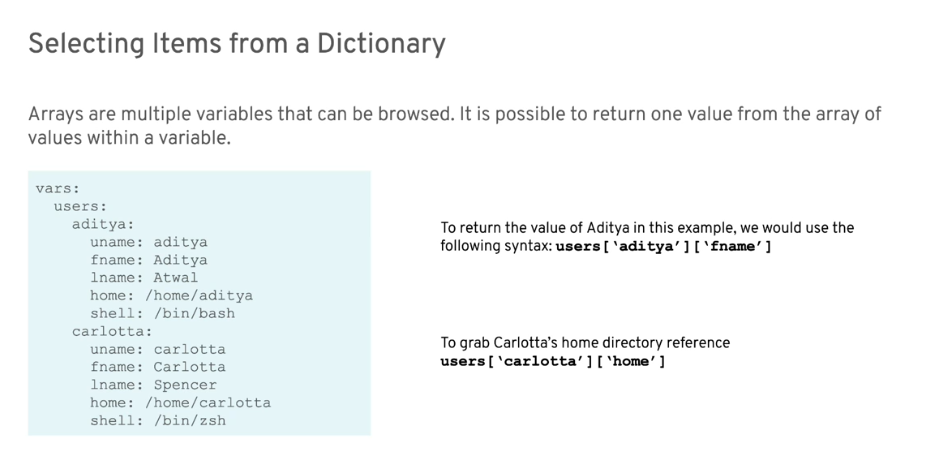 Selecting Items from a Dictionary
Arrays are multiple variables that can be browsed. It is possible to return one value from the array of
values within a variable.
vars:
  users:
    aditya:
      uname: aditya
      fname: Aditya
      lname: Atwal
      home: /home/aditya
      shell: /bin/bash
    carlotta:
      uname: carlotta
      fname: Carlotta
      lname: Spencer
      home: /home/carlotta
      shell: /bin/zsh
To return the value of Aditya in this example, we would use the
following syntax: users[‘aditya’][‘fname’]
To grab Carlotta’s home directory reference
users[‘carlotta’][‘home’]